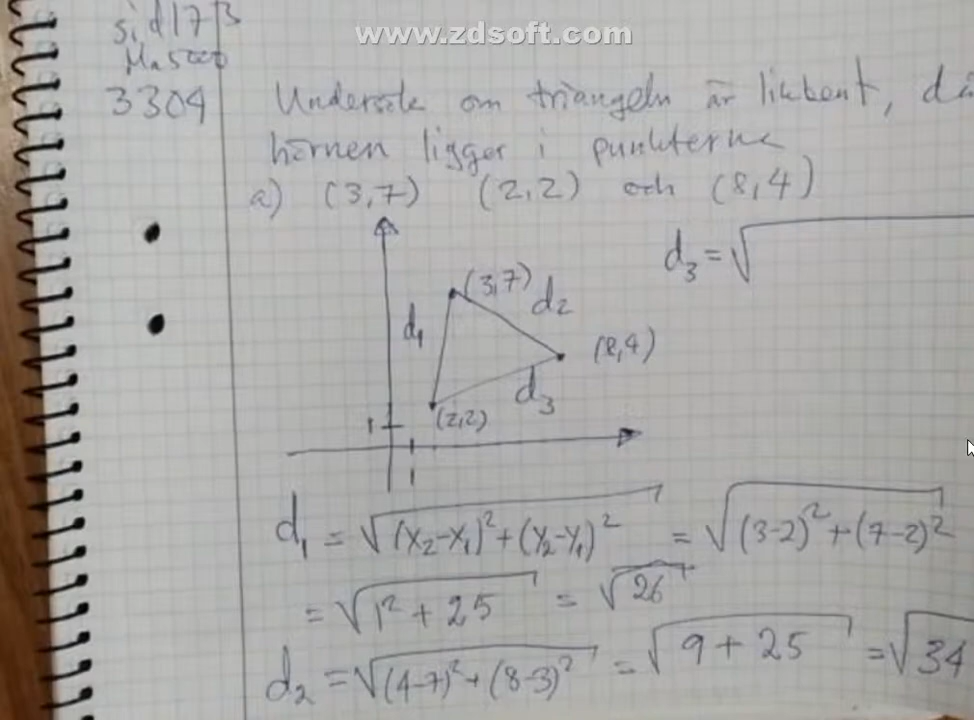 www.zdsoft.com
sid 173
Ma5000
3304 Undersök om triangeln är likbent, då
hörnen ligger i punkterna
a) (3,7) (2,2) och (8,4)
d3 = √
(3,7) d2
d1
(8,4)
d3
1 (2,2)
1
d1 = √(x2-x1)² + (y2-y1)² = √(3-2)² + (7-2)²
= √1² + 25 = √26
d2 = √(4-7)² + (8-3)² = √9 + 25 = √34